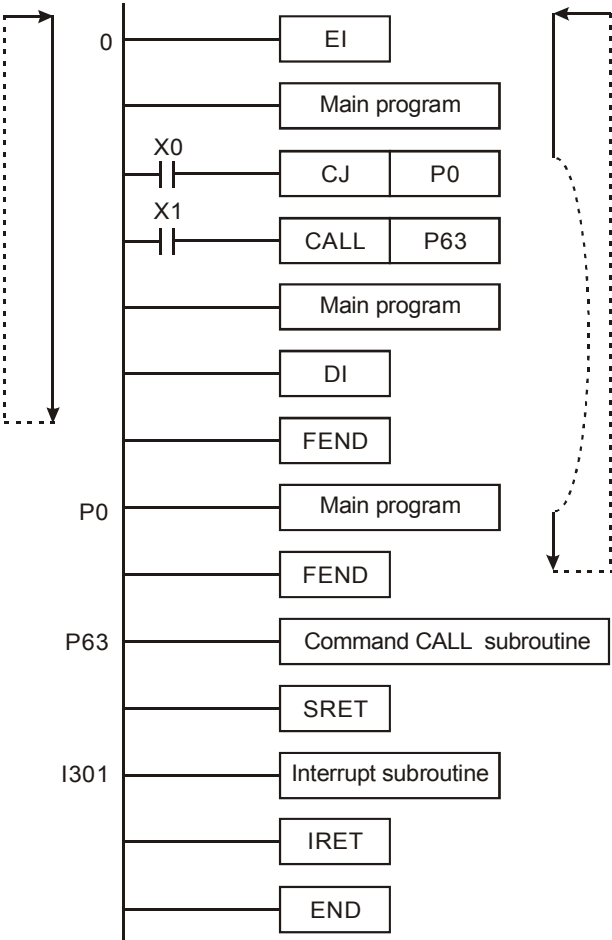 0 EI
Main program
X0
CJ P0
X1
CALL P63
Main program
DI
FEND
P0 Main program
FEND
P63 Command CALL subroutine
SRET
I301 Interrupt subroutine
IRET
END